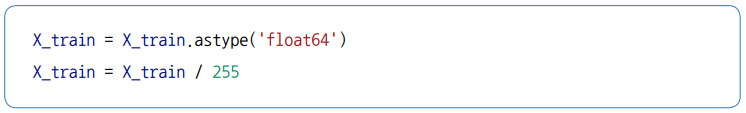 X_train = X_train.astype('float64')
X_train = X_train / 255